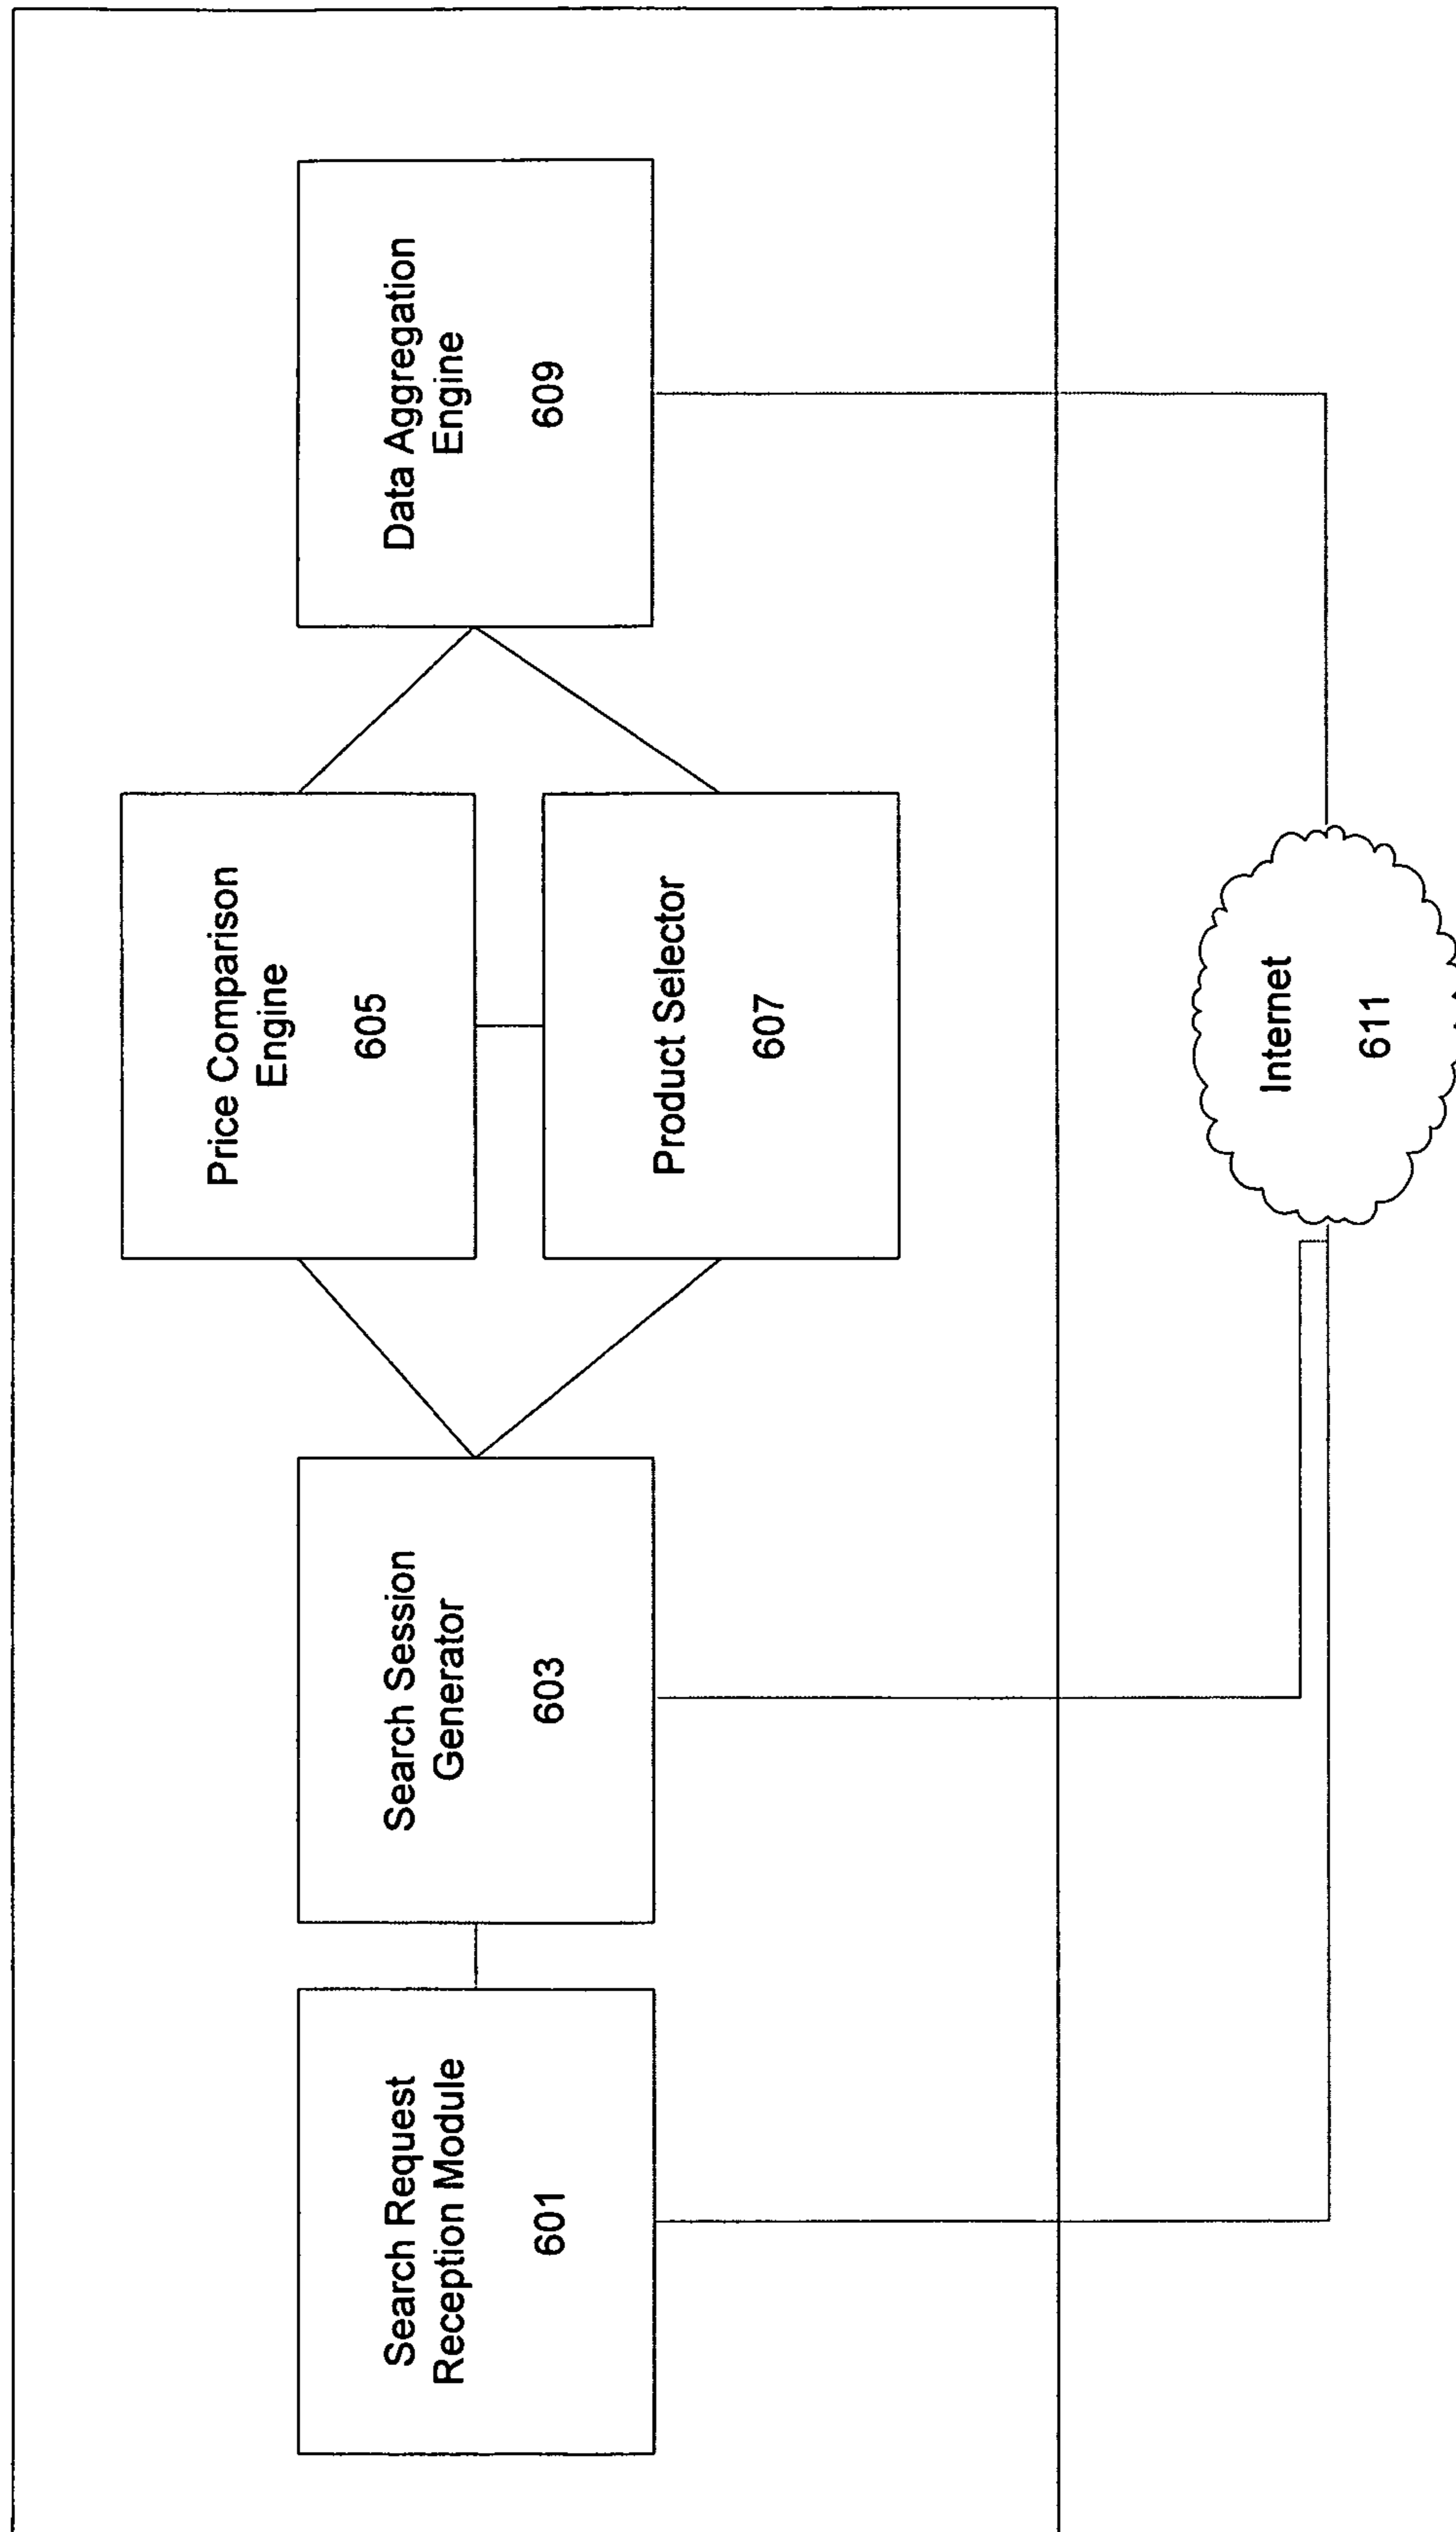 Search Request
Reception Module
601
Search Session
Generator
603
Price Comparison
Engine
605
Product Selector
607
Data Aggregation
Engine
609
Internet
611